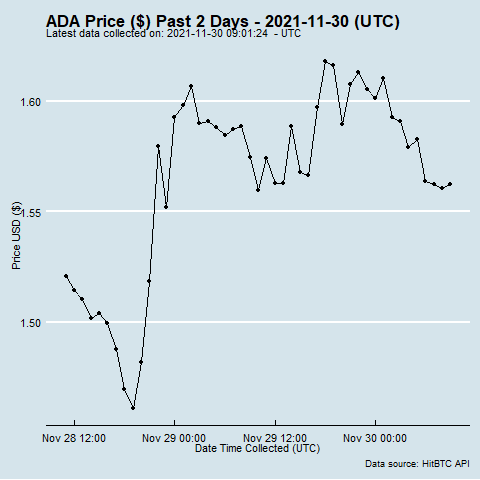 ADA Price ($) Past 2 Days - 2021-11-30 (UTC)
Latest data collected on: 2021-11-30 09:01:24 - UTC
1.60
1.55
1.50
Price USD ($)
Nov 28 12:00 Nov 29 00:00 Nov 29 12:00 Nov 30 00:00
Date Time Collected (UTC)
Data source: HitBTC API